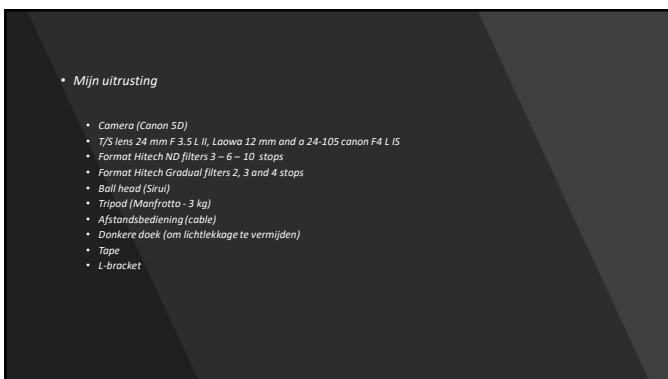 • Mijn uitrusting
• Camera (Canon 5D)
• T/S lens 24 mm F 3.5 L II, Laowa 12 mm and a 24-105 canon F4 L IS
• Format Hitech ND filters 3 – 6 – 10 stops
• Format Hitech Gradual filters 2, 3 and 4 stops
• Ball head (Sirui)
• Tripod (Manfrotto - 3 kg)
• Afstandsbediening (cable)
• Donkere doek (om lichtlekkage te vermijden)
• Tape
• L-bracket